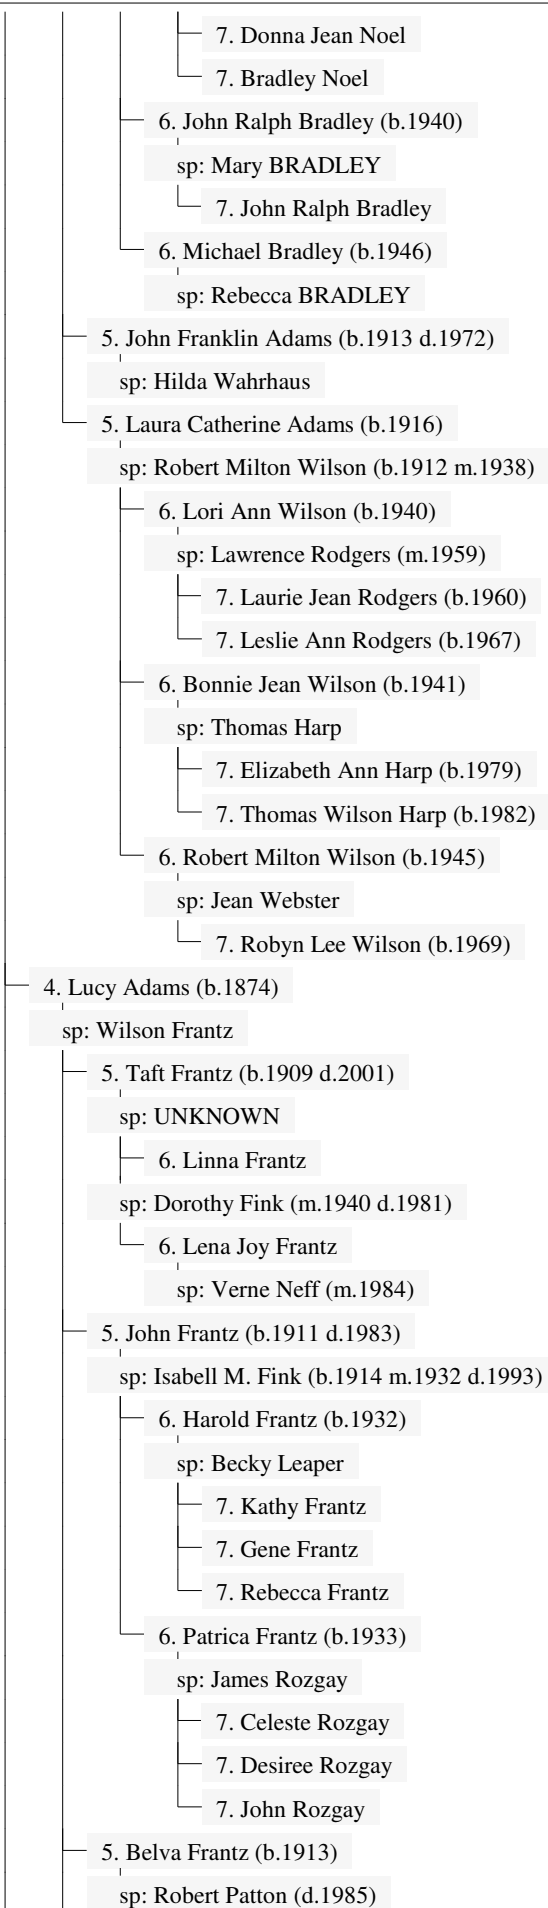 7. Donna Jean Noel
7. Bradley Noel
6. John Ralph Bradley (b.1940)
sp: Mary BRADLEY
7. John Ralph Bradley
6. Michael Bradley (b.1946)
sp: Rebecca BRADLEY
5. John Franklin Adams (b.1913 d.1972)
sp: Hilda Wahrhaus
5. Laura Catherine Adams (b.1916)
sp: Robert Milton Wilson (b.1912 m.1938)
6. Lori Ann Wilson (b.1940)
sp: Lawrence Rodgers (m.1959)
7. Laurie Jean Rodgers (b.1960)
7. Leslie Ann Rodgers (b.1967)
6. Bonnie Jean Wilson (b.1941)
sp: Thomas Harp
7. Elizabeth Ann Harp (b.1979)
7. Thomas Wilson Harp (b.1982)
6. Robert Milton Wilson (b.1945)
sp: Jean Webster
7. Robyn Lee Wilson (b.1969)
4. Lucy Adams (b.1874)
sp: Wilson Frantz
5. Taft Frantz (b.1909 d.2001)
sp: UNKNOWN
6. Linna Frantz
sp: Dorothy Fink (m.1940 d.1981)
6. Lena Joy Frantz
sp: Verne Neff (m.1984)
5. John Frantz (b.1911 d.1983)
sp: Isabell M. Fink (b.1914 m.1932 d.1993)
6. Harold Frantz (b.1932)
sp: Becky Leaper
7. Kathy Frantz
7. Gene Frantz
7. Rebecca Frantz
6. Patrica Frantz (b.1933)
sp: James Rozgay
7. Celeste Rozgay
7. Desiree Rozgay
7. John Rozgay
5. Belva Frantz (b.1913)
sp: Robert Patton (d.1985)